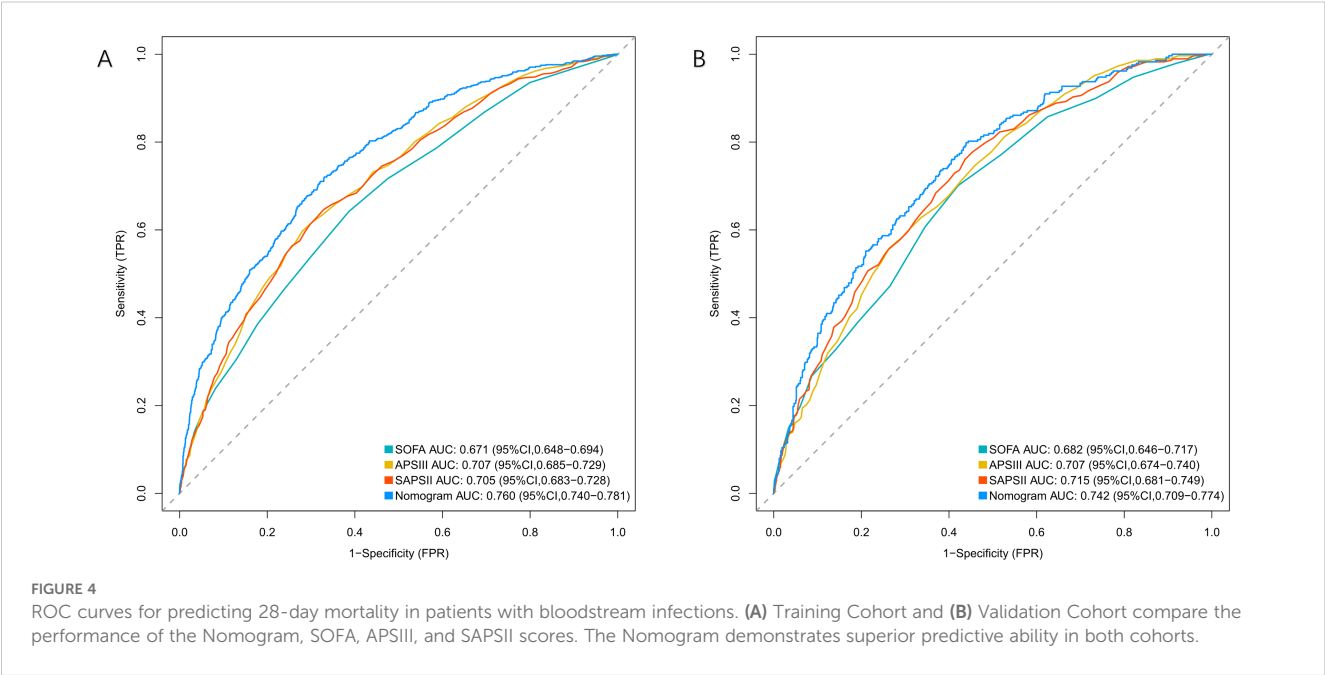 A
1.0
0.8
0.6
0.4
0.2
0.0
Sensitivity (TPR)
SOFA AUC: 0.671 (95%CI,0.648−0.694)
APSIII AUC: 0.707 (95%CI,0.685−0.729)
SAPSII AUC: 0.705 (95%CI,0.683−0.728)
Nomogram AUC: 0.760 (95%CI,0.740−0.781)
0.0 0.2 0.4 0.6 0.8 1.0
1−Specificity (FPR)
B
1.0
0.8
0.6
0.4
0.2
0.0
Sensitivity (TPR)
SOFA AUC: 0.682 (95%CI,0.646−0.717)
APSIII AUC: 0.707 (95%CI,0.674−0.740)
SAPSII AUC: 0.715 (95%CI,0.681−0.749)
Nomogram AUC: 0.742 (95%CI,0.709−0.774)
0.0 0.2 0.4 0.6 0.8 1.0
1−Specificity (FPR)
FIGURE 4
ROC curves for predicting 28-day mortality in patients with bloodstream infections. (A) Training Cohort and (B) Validation Cohort compare the
performance of the Nomogram, SOFA, APSIII, and SAPSII scores. The Nomogram demonstrates superior predictive ability in both cohorts.